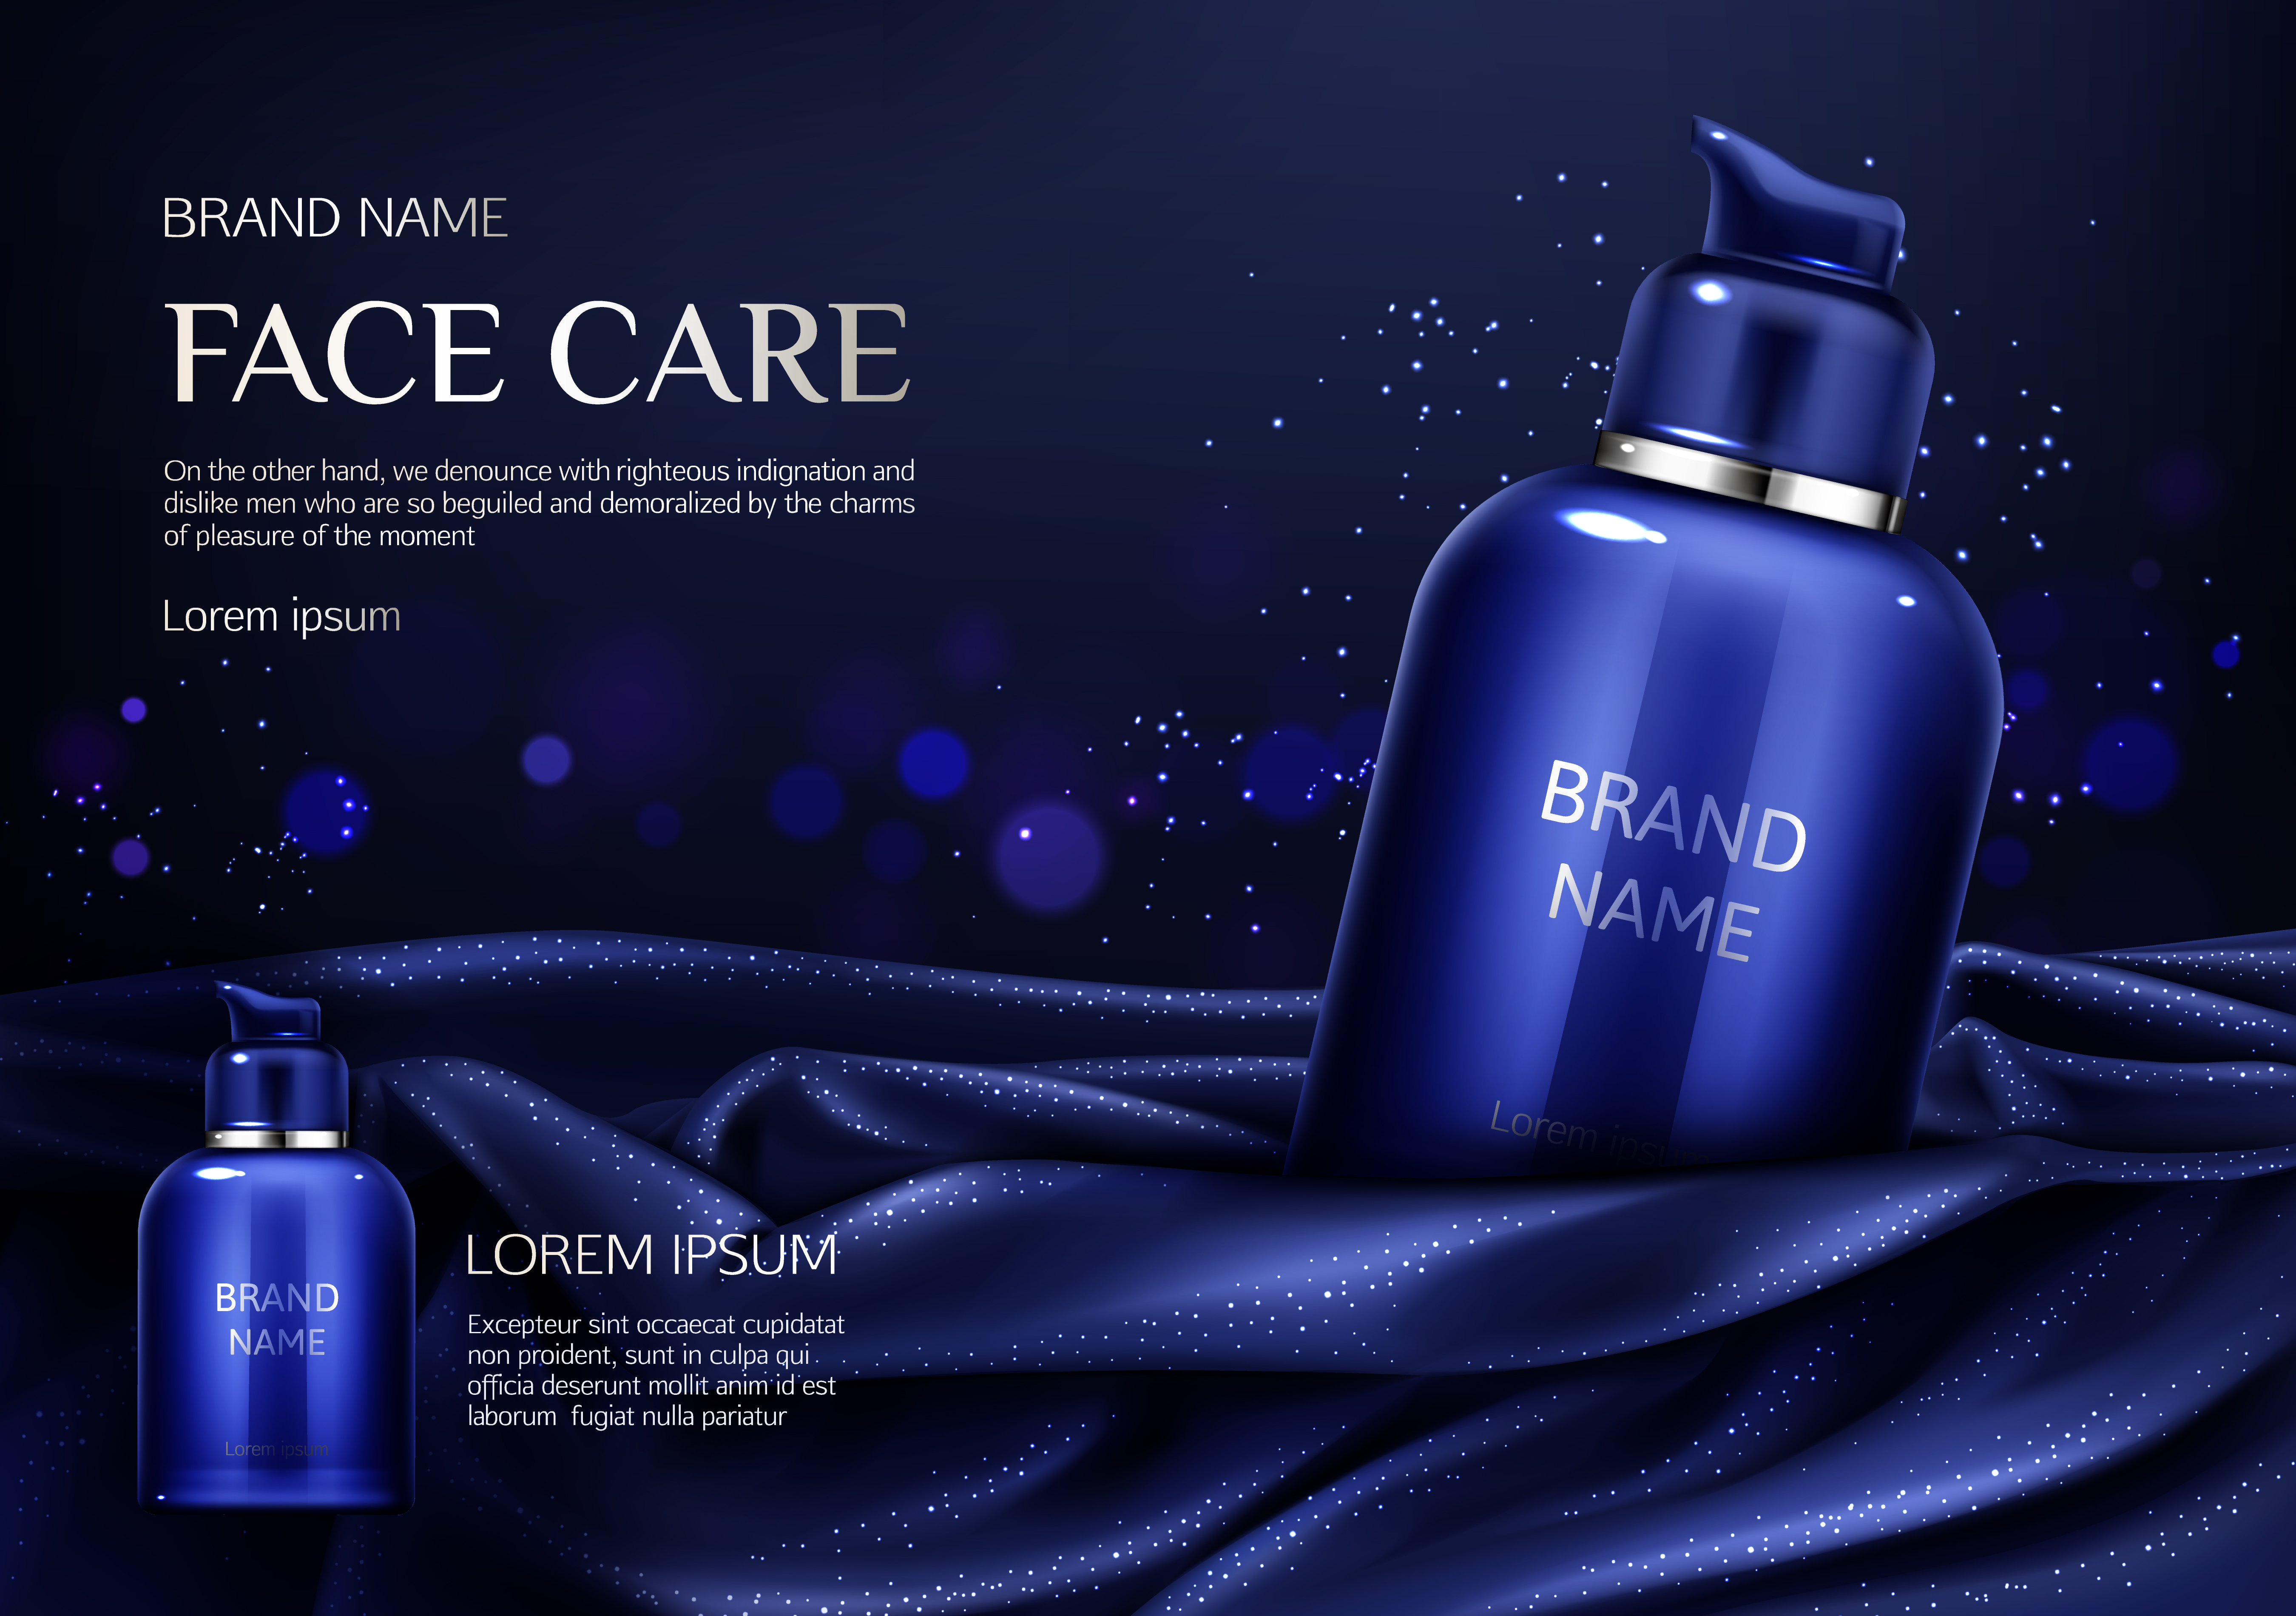 BRAND NAME
FACE CARE
On the other hand, we denounce with righteous indignation and
dislike men who are so beguiled and demoralized by the charms
of pleasure of the moment
Lorem ipsum
BRAND
NAME
Lorem ipsum
BRAND
NAME
Lorem ipsum
LOREM IPSUM
Excepteur sint occaecat cupidatat
non proident, sunt in culpa qui
officia deserunt mollit anim id est
laborum  fugiat nulla pariatur